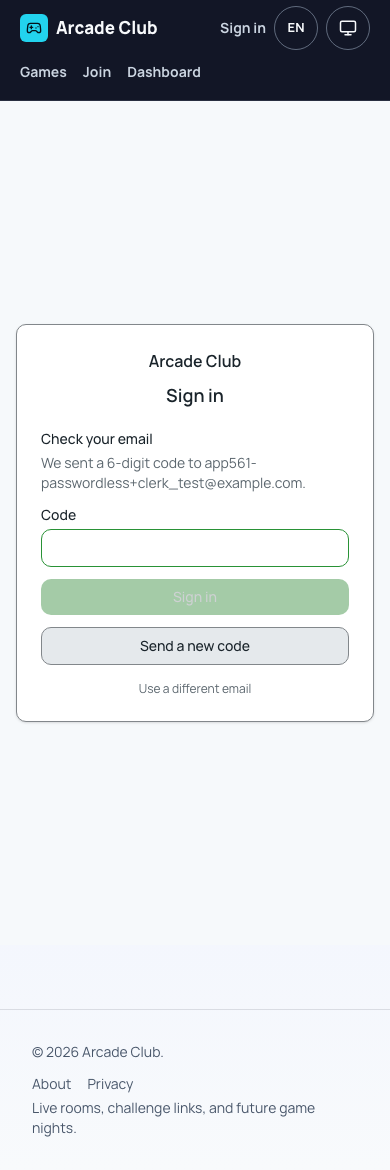 Arcade Club
Sign in
EN
Games
Join
Dashboard
Arcade Club
Sign in
Check your email
We sent a 6-digit code to app561-
passwordless+clerk_test@example.com.
Code
Sign in
Send a new code
Use a different email
© 2026 Arcade Club.
About
Privacy
Live rooms, challenge links, and future game
nights.